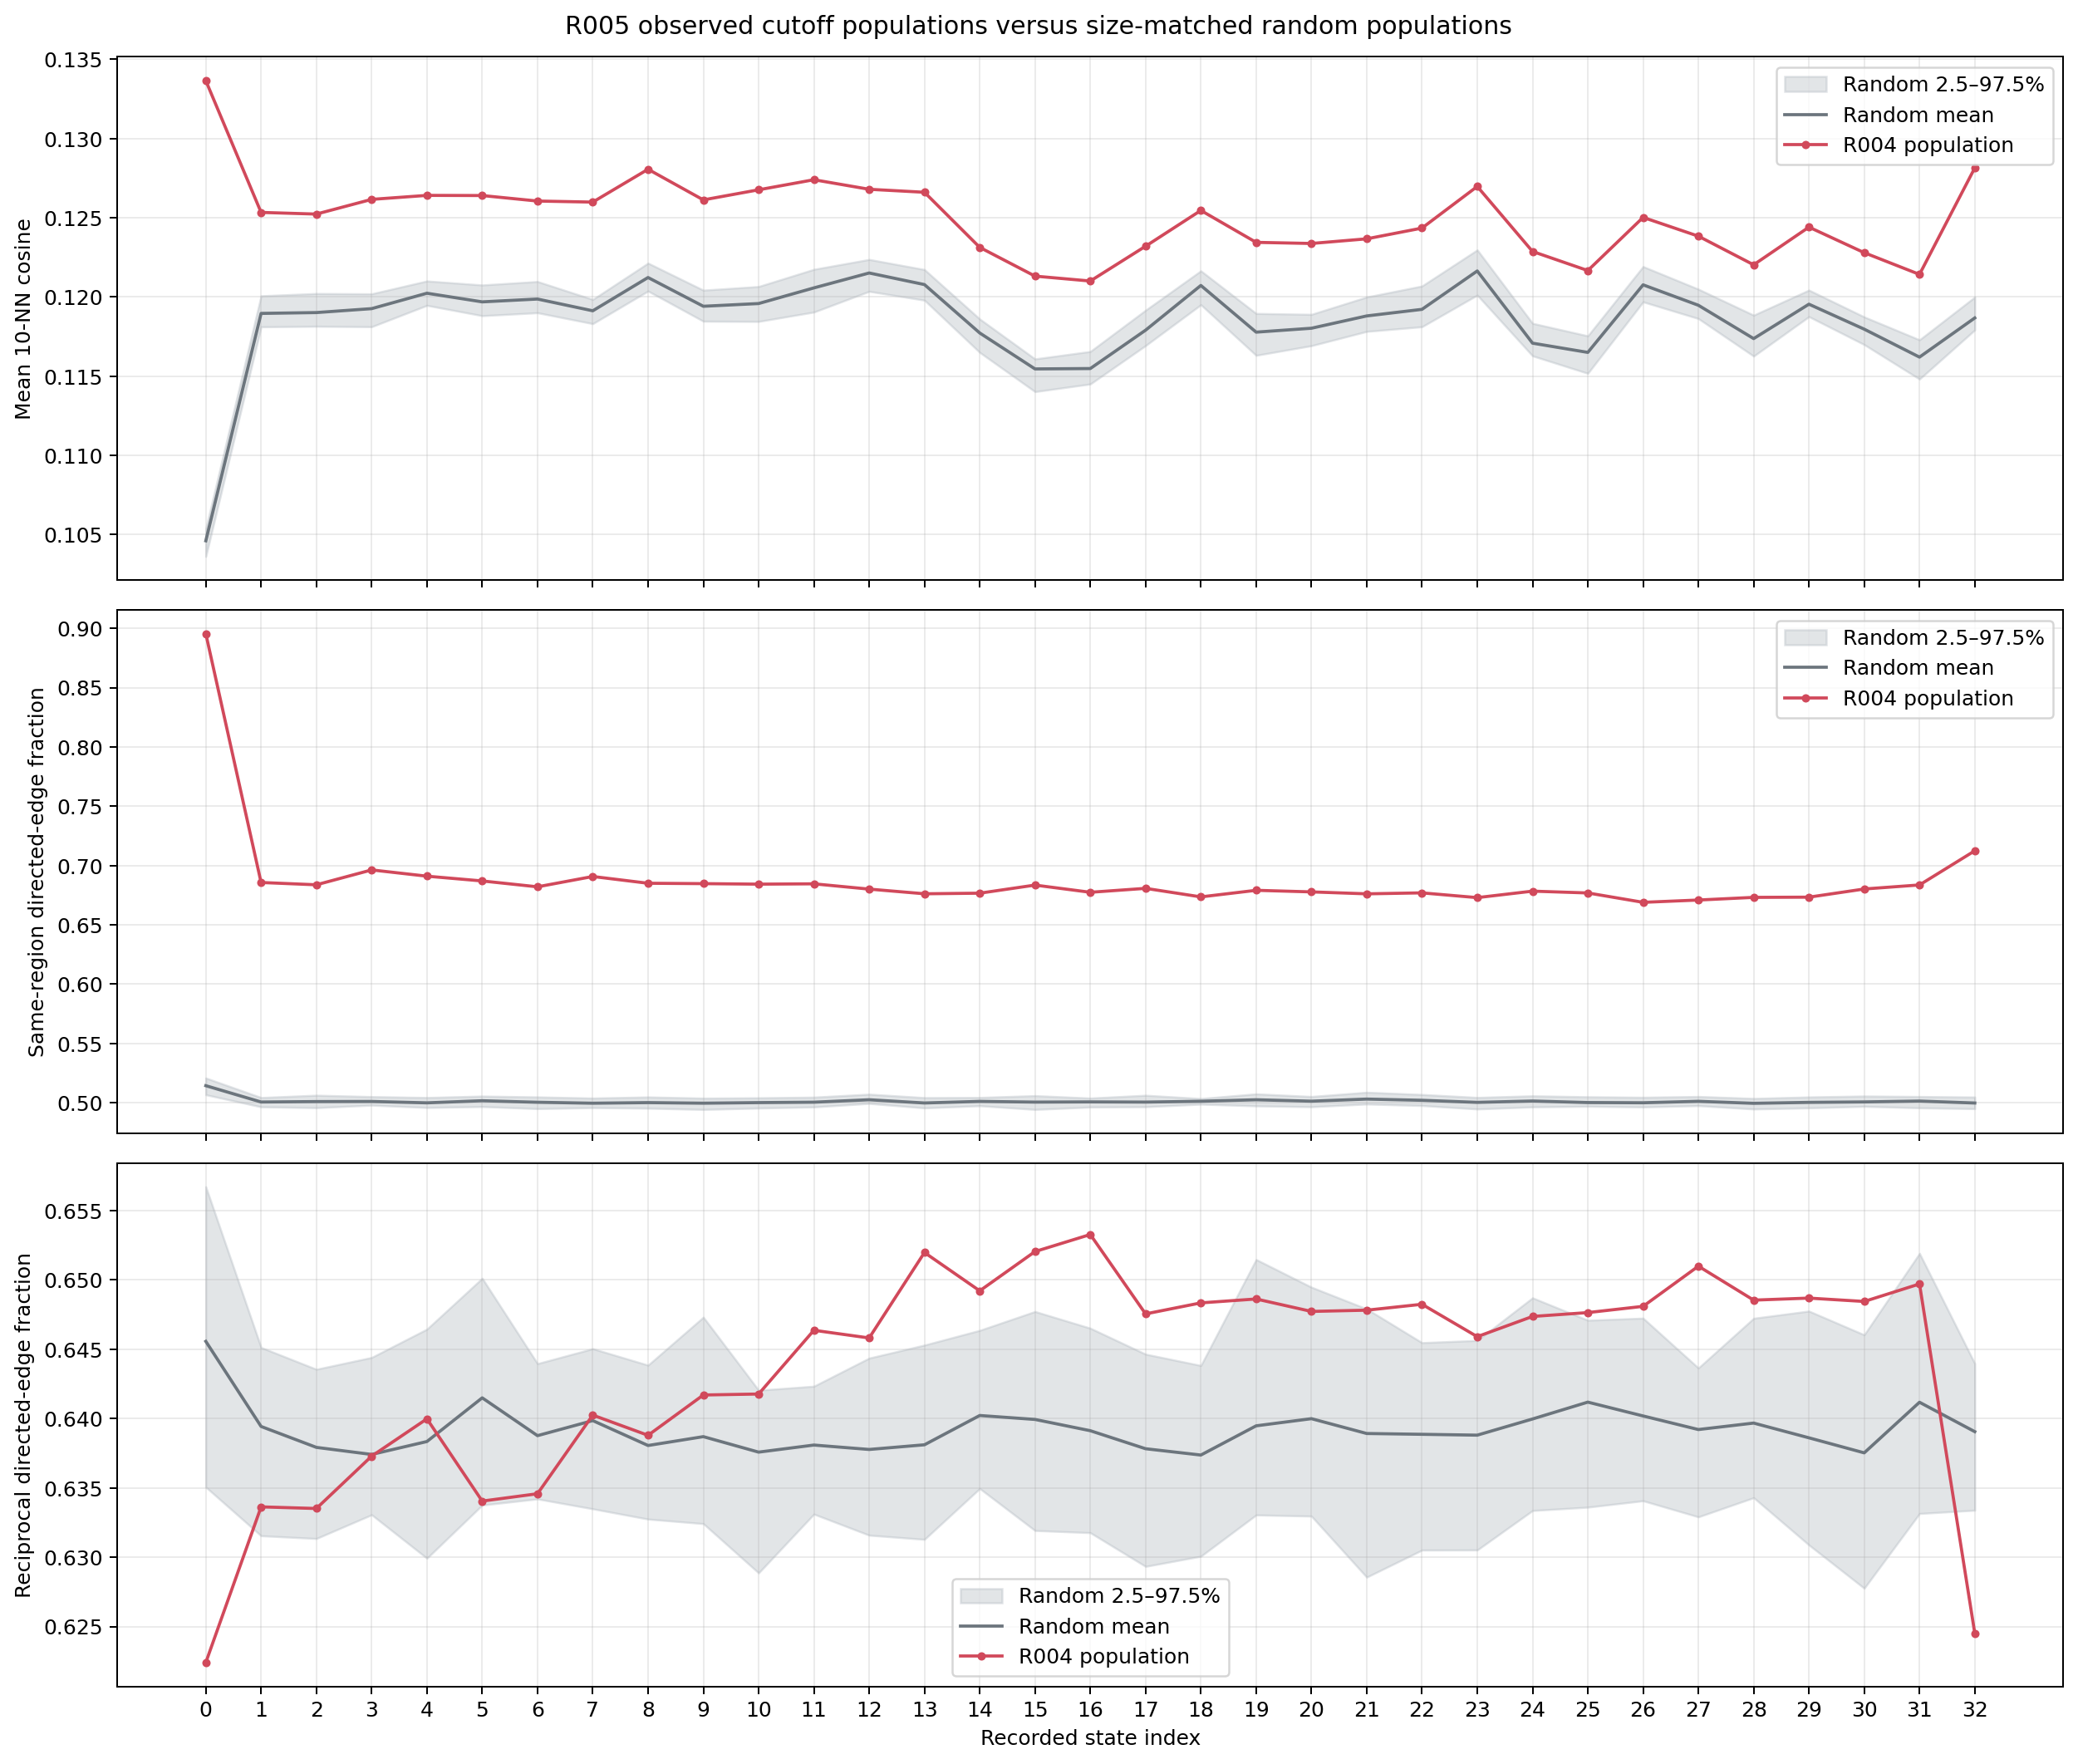 R005 observed cutoff populations versus size-matched random populations
Mean 10-NN cosine
0.135
0.130
0.125
0.120
0.115
0.110
0.105
Random 2.5–97.5%
Random mean
R004 population
Same-region directed-edge fraction
0.90
0.85
0.80
0.75
0.70
0.65
0.60
0.55
0.50
Random 2.5–97.5%
Random mean
R004 population
Reciprocal directed-edge fraction
0.655
0.650
0.645
0.640
0.635
0.630
0.625
Random 2.5–97.5%
Random mean
R004 population
0 1 2 3 4 5 6 7 8 9 10 11 12 13 14 15 16 17 18 19 20 21 22 23 24 25 26 27 28 29 30 31 32
Recorded state index